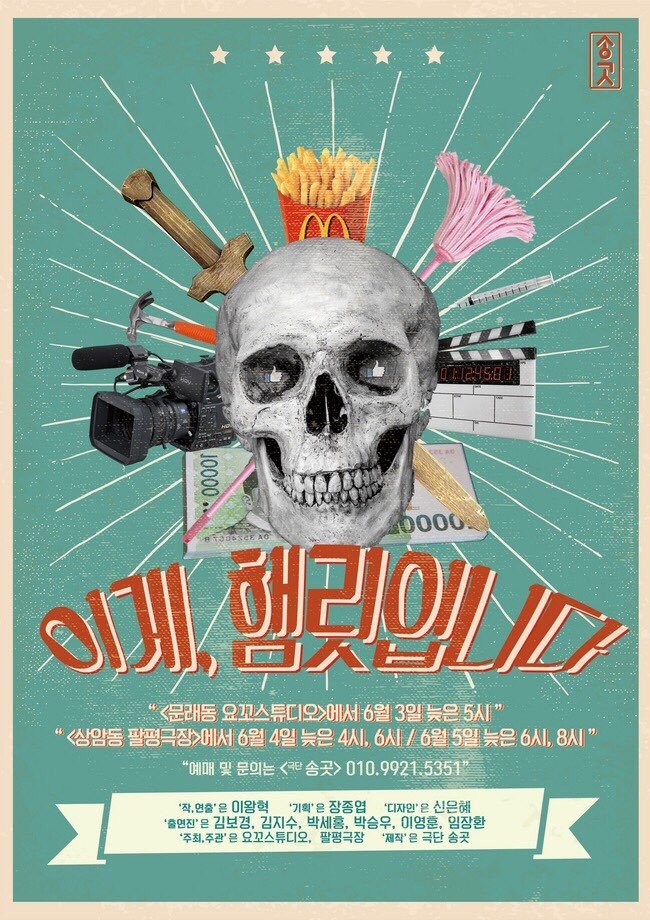 송곳
01:12:45:01
10000
0000
이게, 햄릿입니다
“ <문래동 요꼬스튜디오>에서 6월 3일 늦은 5시 ”
“ <상암동 팔평극장>에서 6월 4일 늦은 4시, 6시 / 6월 5일 늦은 6시, 8시 ”
“예매 및 문의는 <극단 송곳> 010.9921.5351”
‘작,연출’ 은 이왕혁 ‘기획’ 은 장종엽 ‘디자인’ 은 신은혜
‘출연진’ 은 김보경, 김지수, 박세홍, 박승우, 이영훈, 임장환
‘주최,주관’ 은 요꼬스튜디오, 팔평극장 ‘제작’ 은 극단 송곳